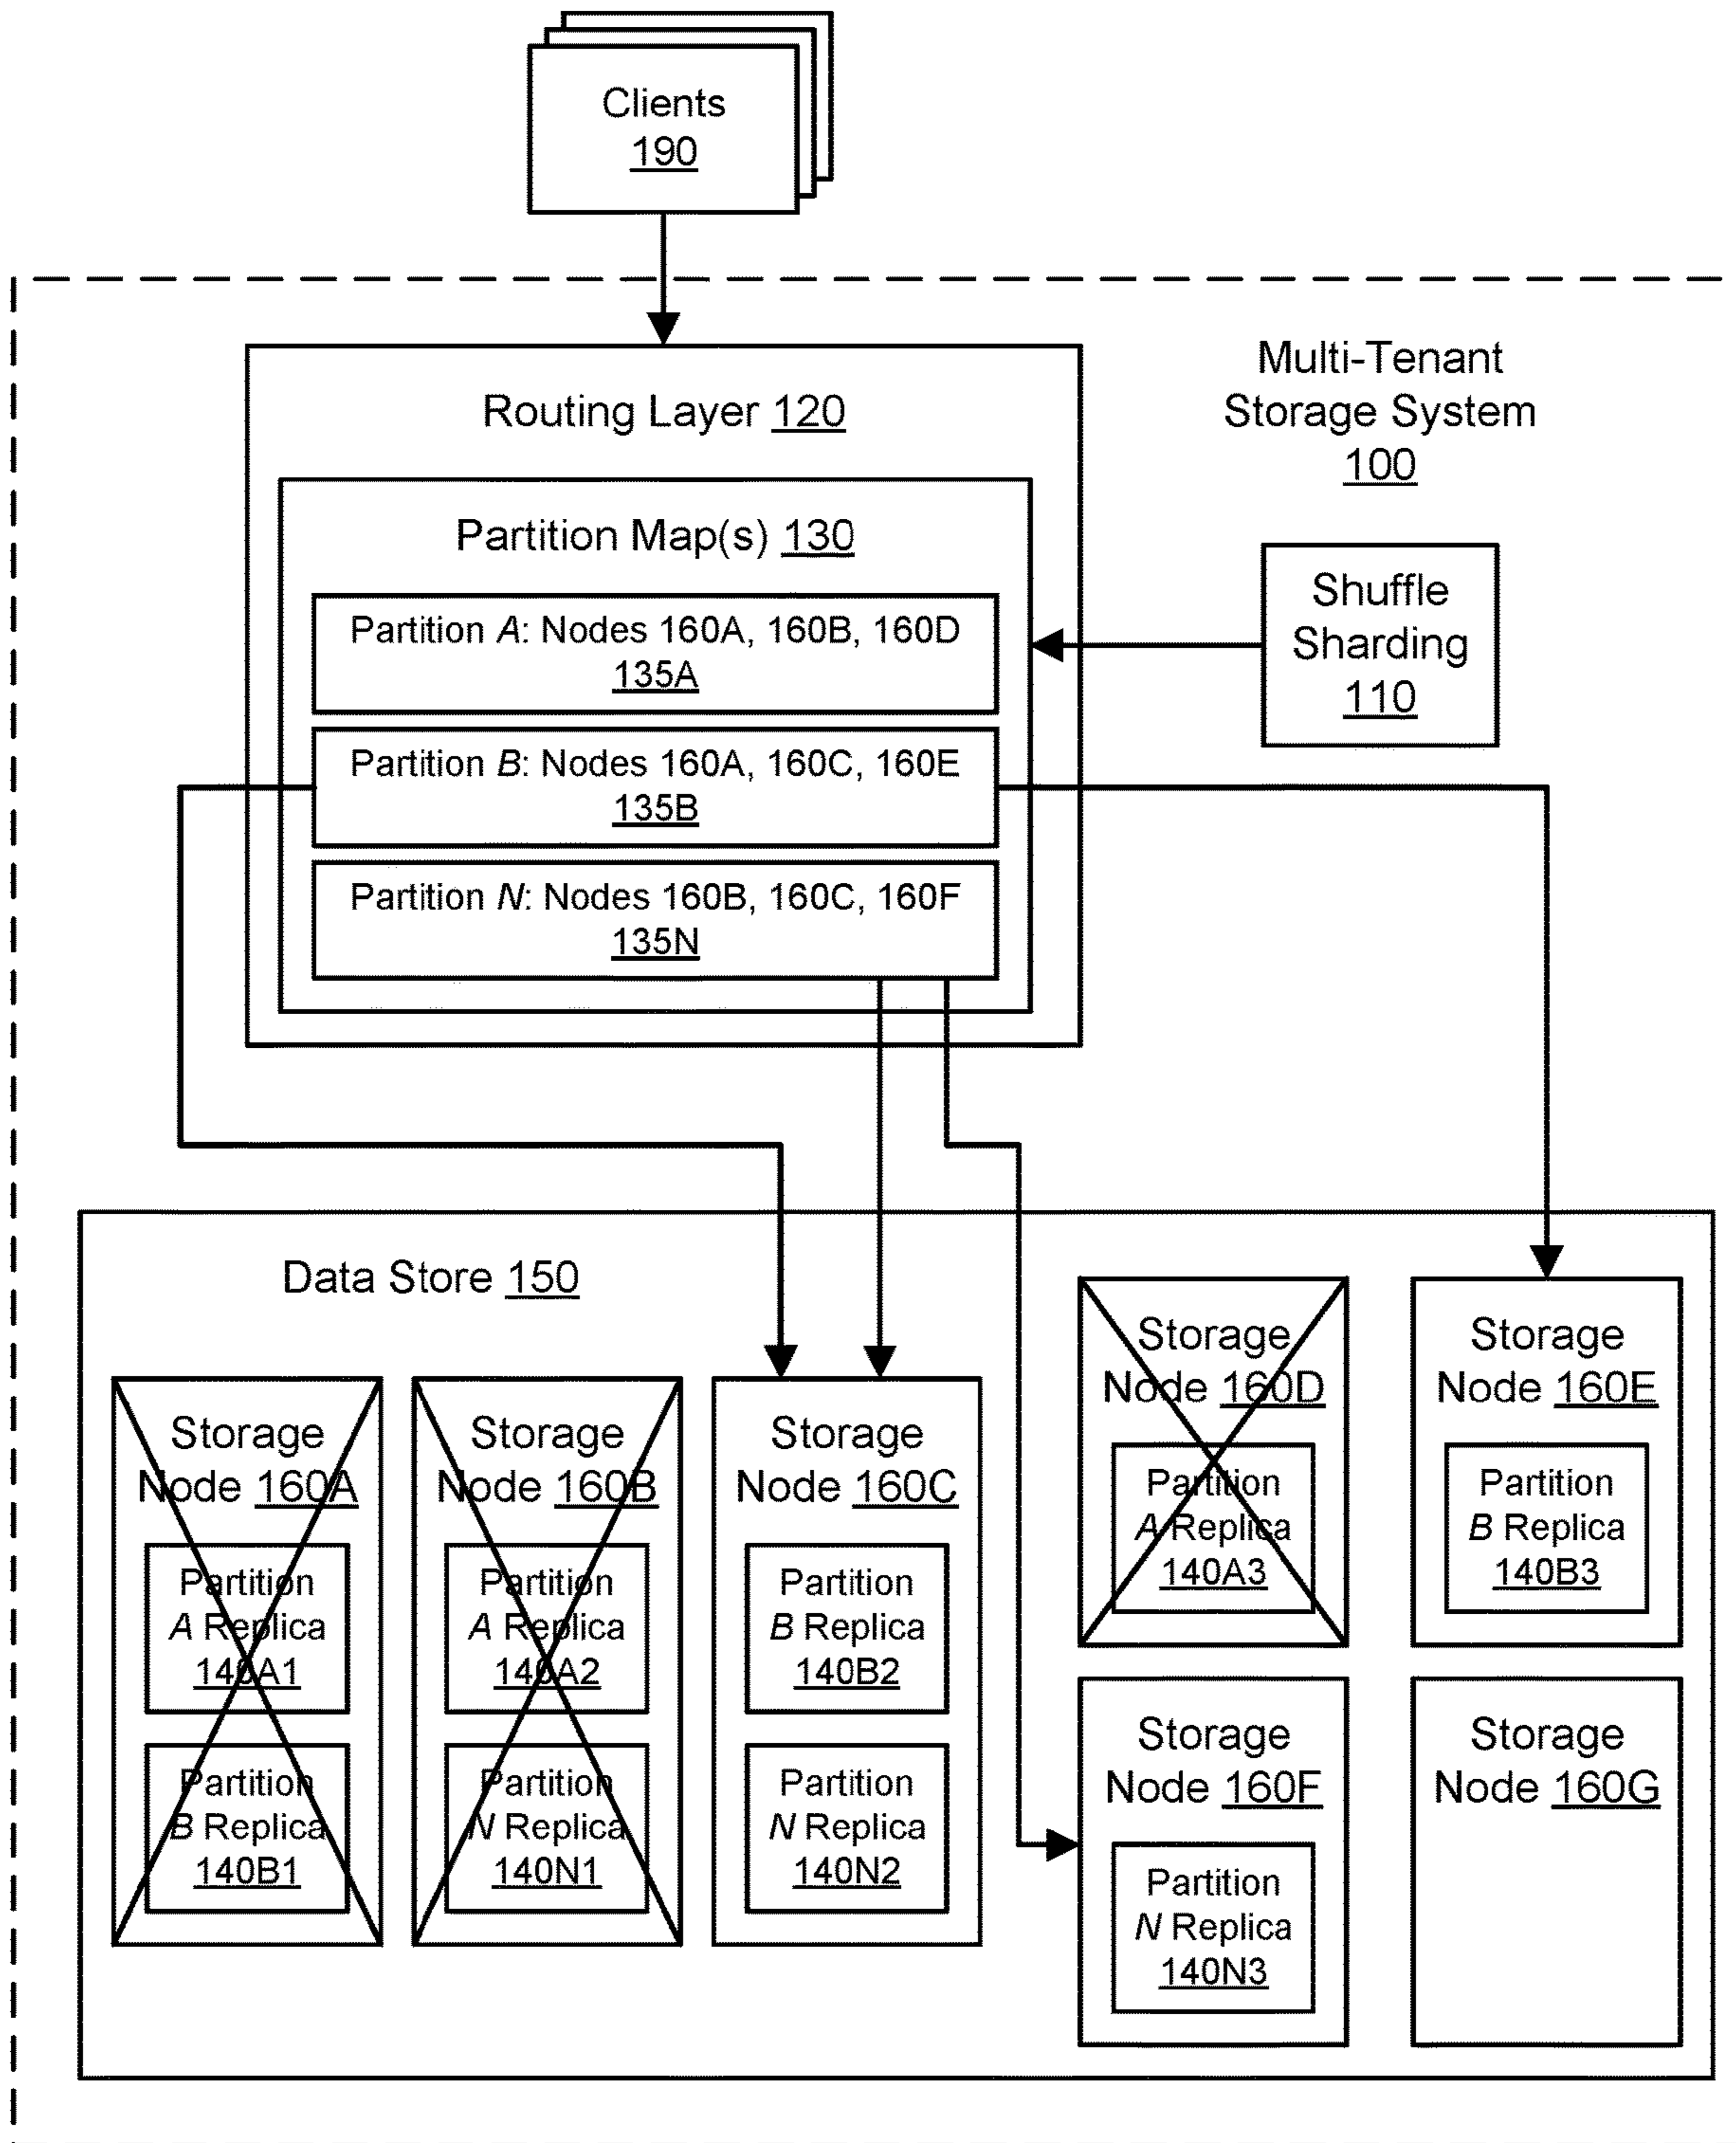 Clients
190
Multi-Tenant
Storage System
100
Routing Layer 120
Partition Map(s) 130
Partition A: Nodes 160A, 160B, 160D
135A
Partition B: Nodes 160A, 160C, 160E
135B
Partition N: Nodes 160B, 160C, 160F
135N
Shuffle
Sharding
110
Data Store 150
Storage
Node 160A
Partition
A Replica
140A1
Partition
B Replica
140B1
Storage
Node 160B
Partition
A Replica
140A2
Partition
N Replica
140N1
Storage
Node 160C
Partition
B Replica
140B2
Partition
N Replica
140N2
Storage
Node 160D
Partition
A Replica
140A3
Storage
Node 160E
Partition
B Replica
140B3
Storage
Node 160F
Partition
N Replica
140N3
Storage
Node 160G